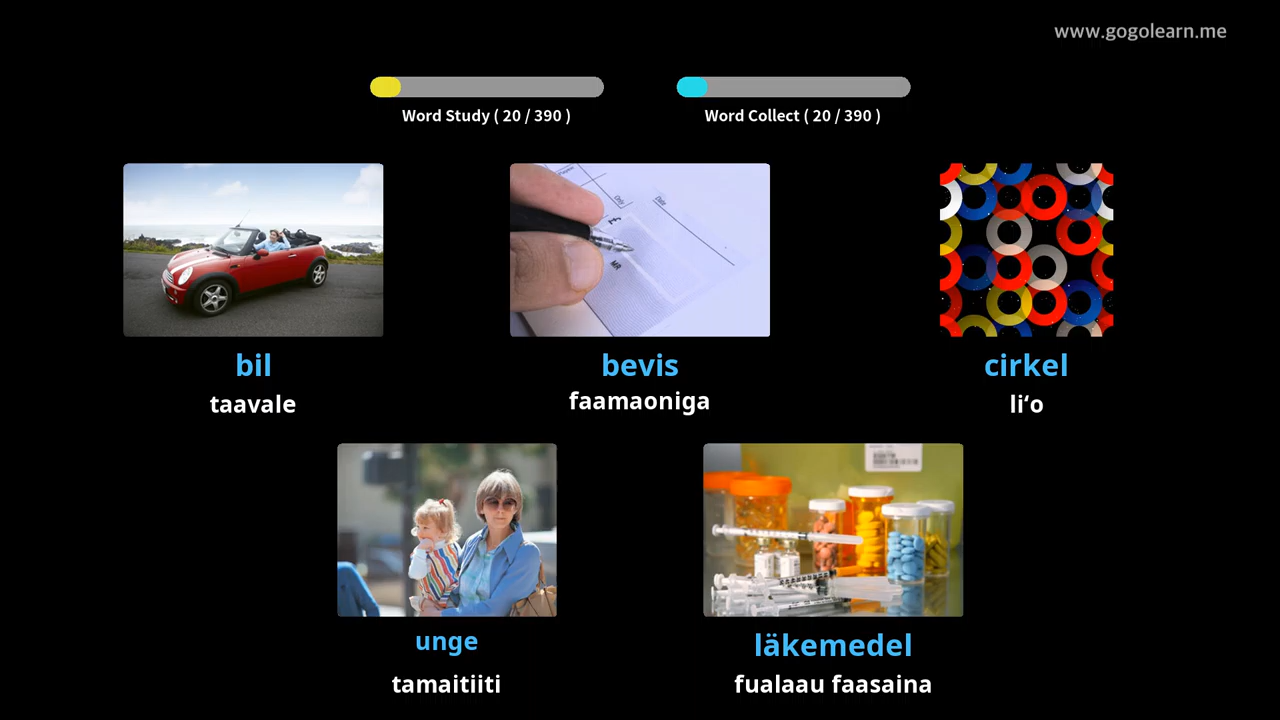 www.gogolearn.me
Word Study ( 20 / 390 )
Word Collect ( 20 / 390 )
bil
taavale
bevis
faamaoniga
cirkel
liʻo
unge
tamaitiiti
läkemedel
fualaau faasaina